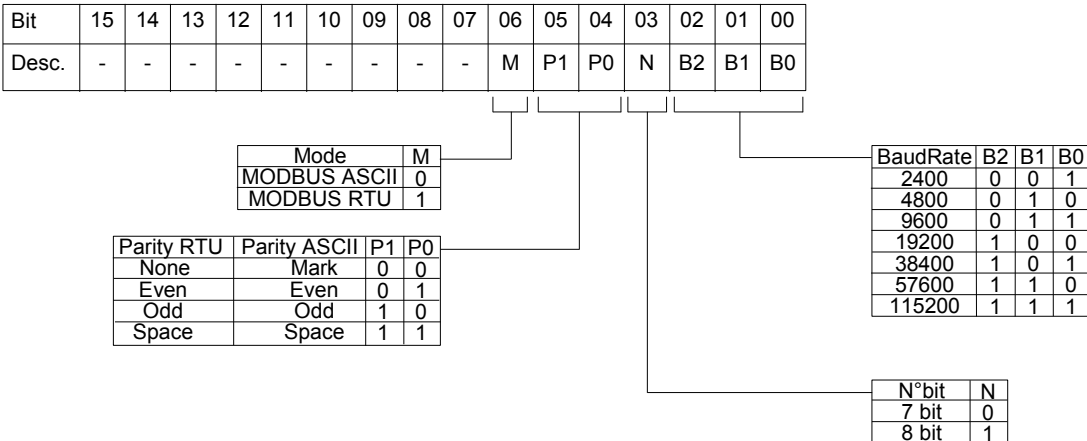 Bit 15 14 13 12 11 10 09 08 07 06 05 04 03 02 01 00
Desc. - - - - - - - - - M P1 P0 N B2 B1 B0
Mode M
MODBUS ASCII 0
MODBUS RTU 1
Parity RTU Parity ASCII P1 P0
None Mark 0 0
Even Even 0 1
Odd Odd 1 0
Space Space 1 1
BaudRate B2 B1 B0
2400 0 0 1
4800 0 1 0
9600 0 1 1
19200 1 0 0
38400 1 0 1
57600 1 1 0
115200 1 1 1
N°bit N
7 bit 0
8 bit 1